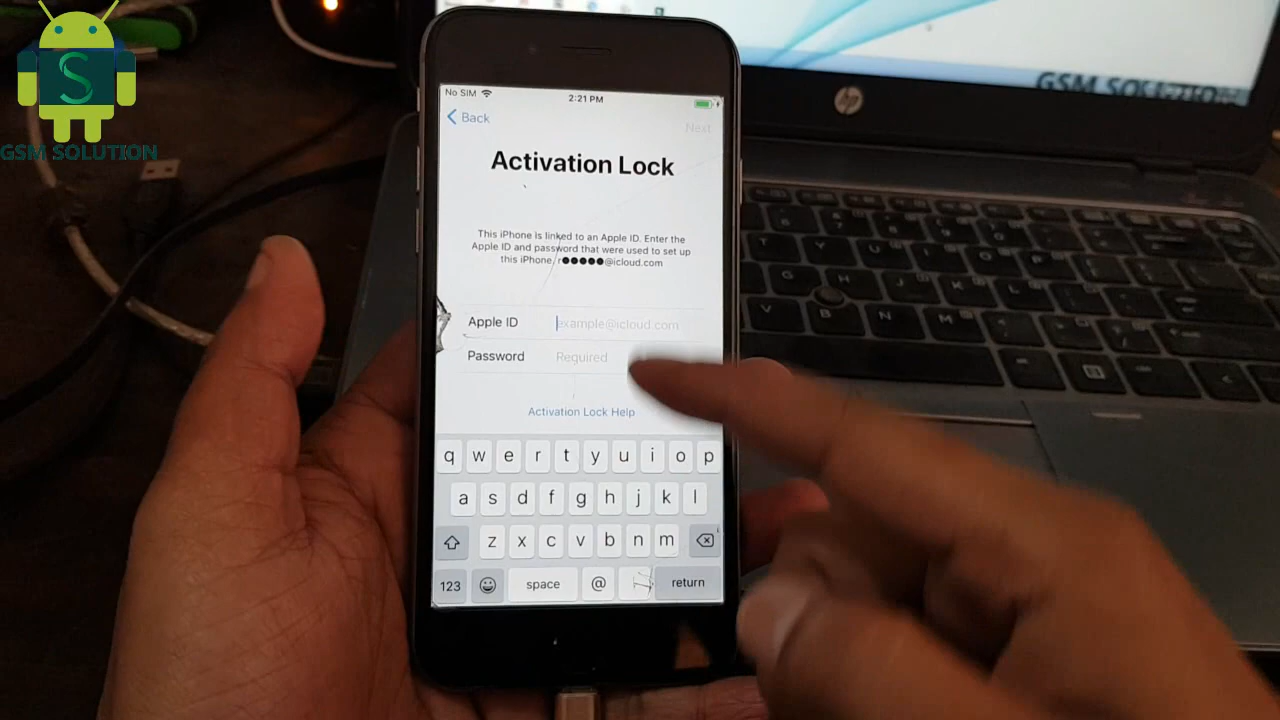 S
GSM SOLUTION
GSM SOLUTION
hp
No SIM
2:21 PM
Back
Next
Activation Lock
This iPhone is linked to an Apple ID. Enter the
Apple ID and password that were used to set up
this iPhone. r●●●●●@icloud.com
Apple ID
example@icloud.com
Password
Required
Activation Lock Help
q w e r t y u i o p
a s d f g h j k l
z x c v b n m
123
space
@
return
T Y U I O P
G H J K L
V B N M